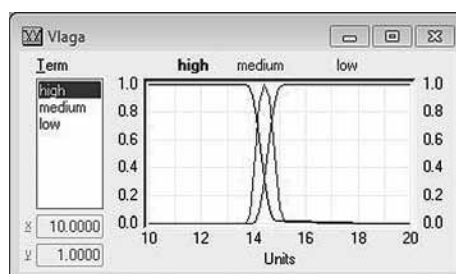 Vlaga
Term
high
medium
low
high medium low
1.0 1.0
0.8 0.8
0.6 0.6
0.4 0.4
0.2 0.2
0.0 0.0
10 12 14 16 18 20
Units
x 10.0000
y 1.0000